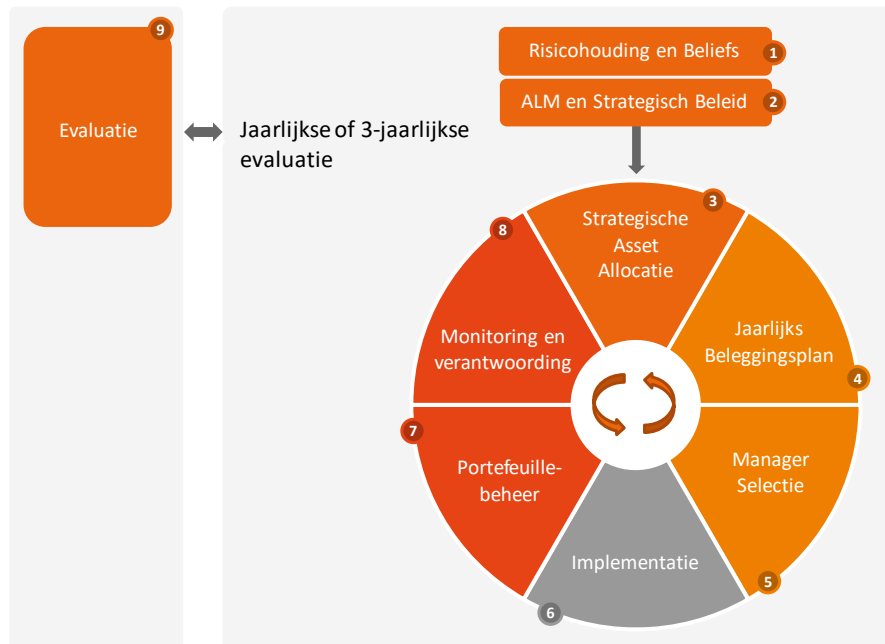 9
Evaluatie
Jaarlijkse of 3-jaarlijkse
evaluatie
Risicohouding en Beliefs
1
ALM en Strategisch Beleid
2
Strategische
Asset
Allocatie
3
Jaarlijks
Beleggingsplan
4
Manager
Selectie
5
Implementatie
6
Portefeuille-
beheer
7
Monitoring en
verantwoording
8